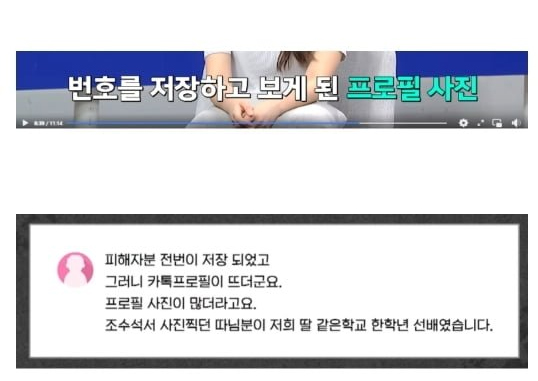 번호를 저장하고 보게 된 프로필 사진
8:39 / 11:14
피해자분 전번이 저장 되었고
그러니 카톡프로필이 뜨더군요.
프로필 사진이 많더라고요.
조수석서 사진찍던 따님분이 저희 딸 같은학교 한학년 선배였습니다.